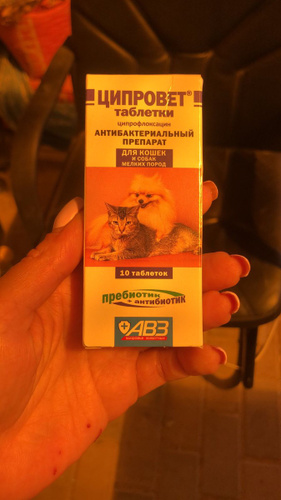 ЦИПРОВЕТ®
таблетки
ципрофлоксацин
АНТИБАКТЕРИАЛЬНЫЙ
ПРЕПАРАТ
ДЛЯ КОШЕК
И СОБАК
МЕЛКИХ ПОРОД
10 таблеток
пребиотик
+ антибиотик
АВЗ